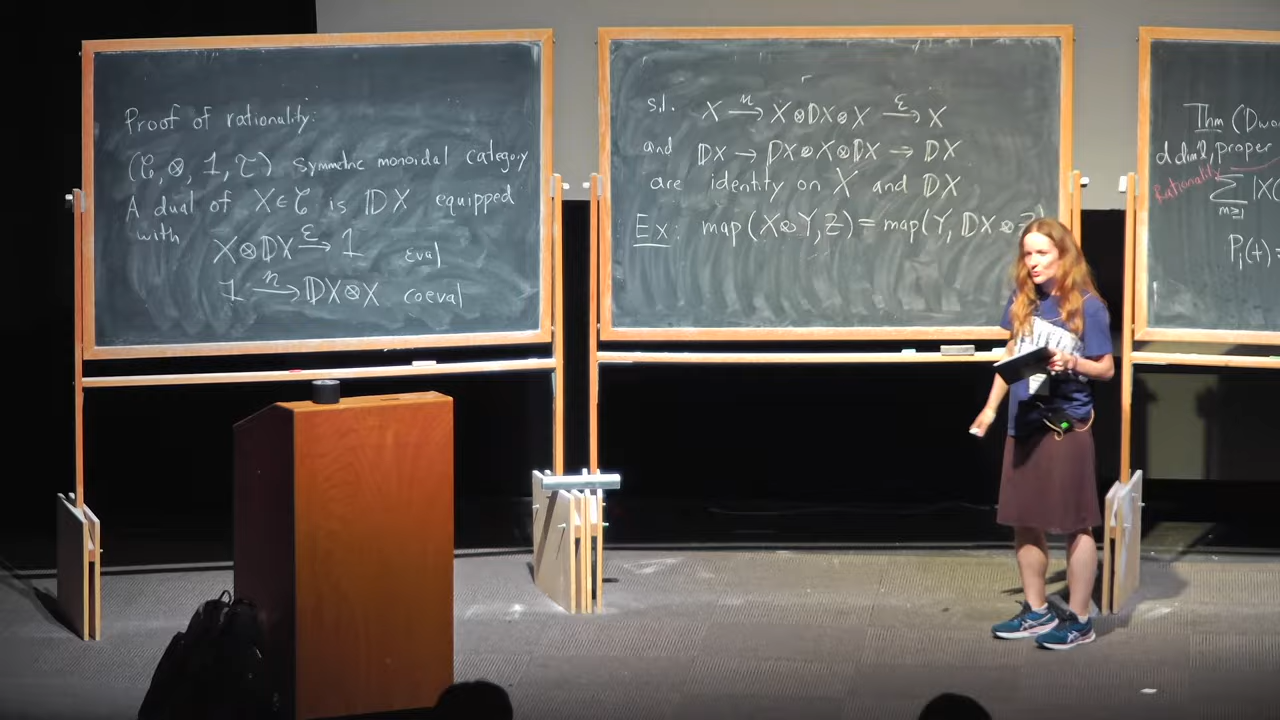 Proof of rationality:
(C, ⊗, 1, τ) symmetric monoidal category
A dual of X∈C is 𝔻X equipped
with
X⊗𝔻X —ε→ 1 eval
1 —η→ 𝔻X⊗X coeval
s.t. X —η→ X⊗𝔻X⊗X —ε→ X
and 𝔻X → 𝔻X⊗X⊗𝔻X → 𝔻X
are identity on X and 𝔻X
Ex: map(X⊗Y, Z) = map(Y, 𝔻X⊗Z)
Thm (Dwo
d dim'l, proper
Rationality
∑ |X(
m≥1
Pᵢ(t) =